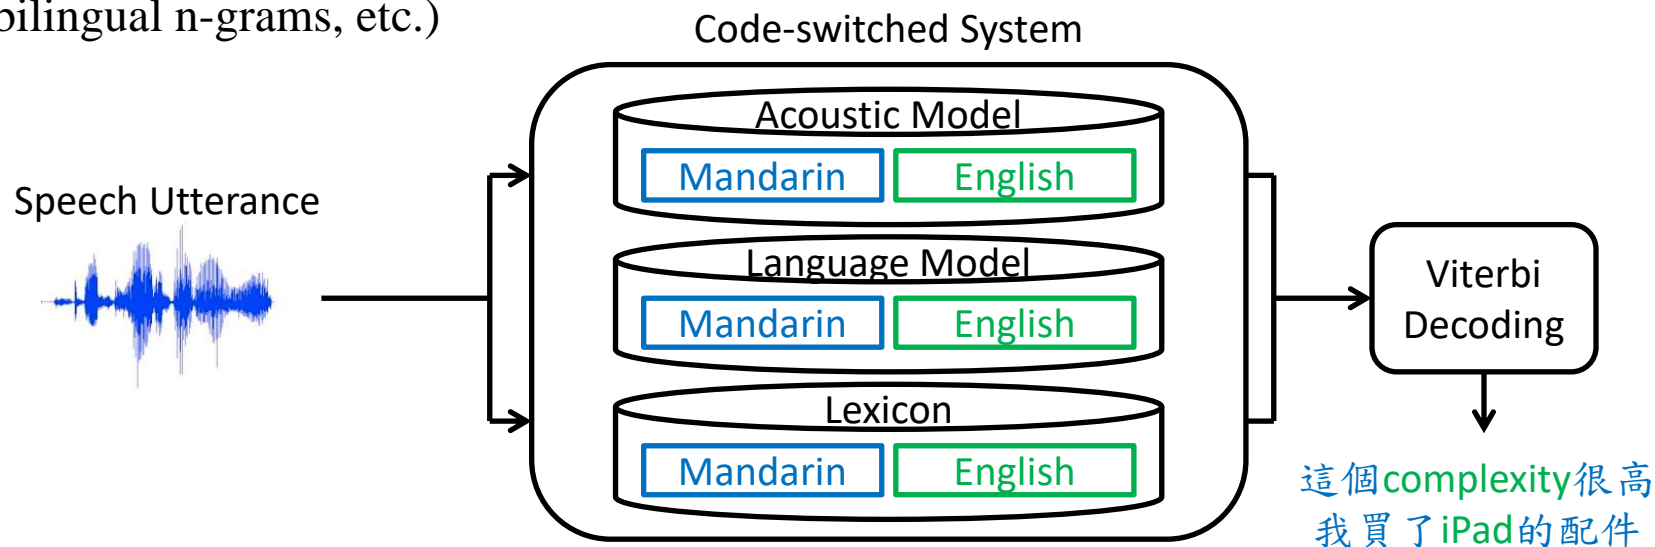 bilingual n-grams, etc.)
Code-switched System
Speech Utterance
Acoustic Model
Mandarin English
Language Model
Mandarin English
Lexicon
Mandarin English
Viterbi
Decoding
這個complexity很高
我買了iPad的配件